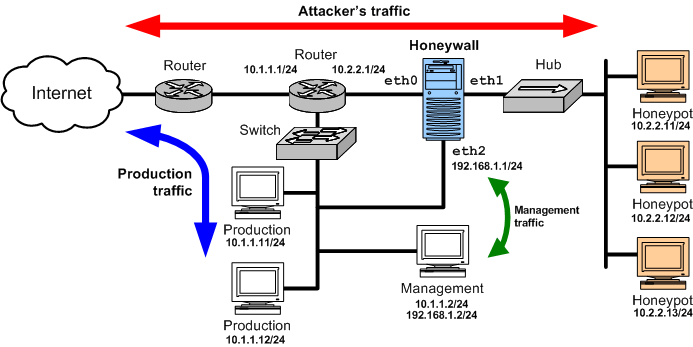 Attacker's traffic
Router
Router
Honeywall
Hub
10.1.1.1/24
10.2.2.1/24
Internet
eth0
eth1
Switch
eth2
192.168.1.1/24
Honeypot
10.2.2.11/24
Production
traffic
Management
traffic
Honeypot
10.2.2.12/24
Production
10.1.1.11/24
Management
10.1.1.2/24
192.168.1.2/24
Honeypot
10.2.2.13/24
Production
10.1.1.12/24